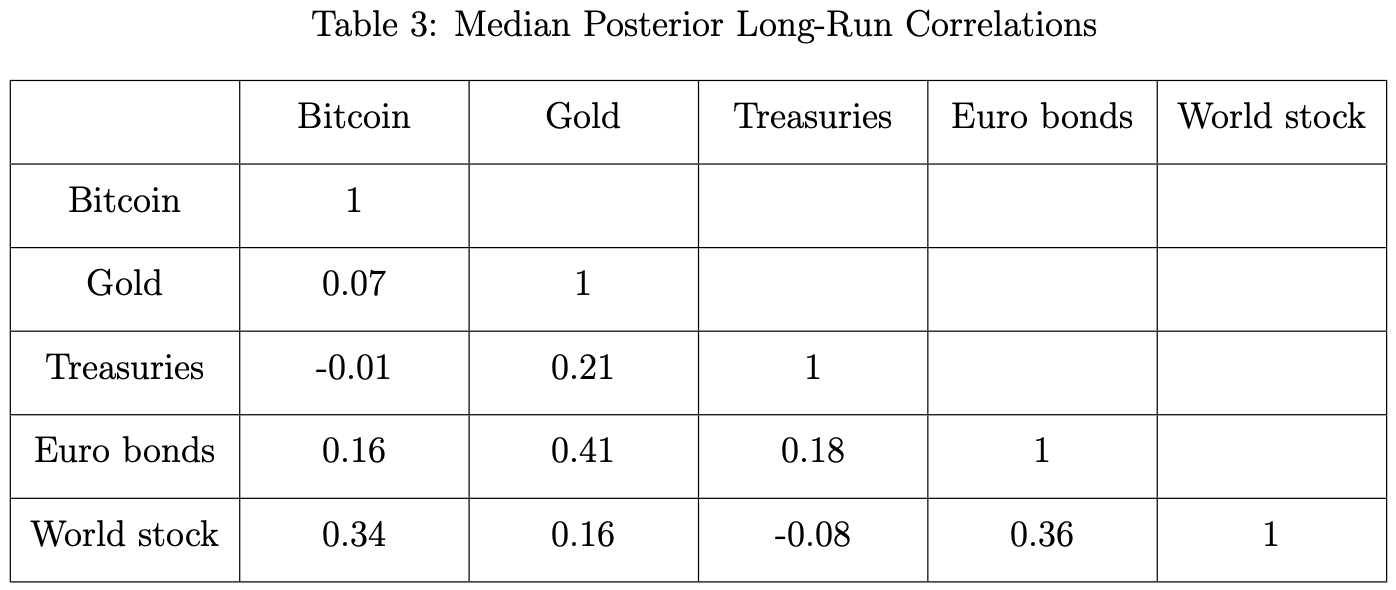 Table 3: Median Posterior Long-Run Correlations
Bitcoin Gold Treasuries Euro bonds World stock
Bitcoin 1
Gold 0.07 1
Treasuries -0.01 0.21 1
Euro bonds 0.16 0.41 0.18 1
World stock 0.34 0.16 -0.08 0.36 1